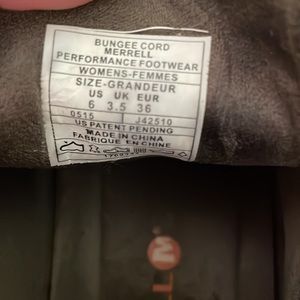 BUNGEE CORD
MERRELL
PERFORMANCE FOOTWEAR
WOMENS-FEMMES
SIZE-GRANDEUR
US UK EUR
6 3.5 36
0515 J42510
US PATENT PENDING
MADE IN CHINA
FABRIQUE EN CHINE